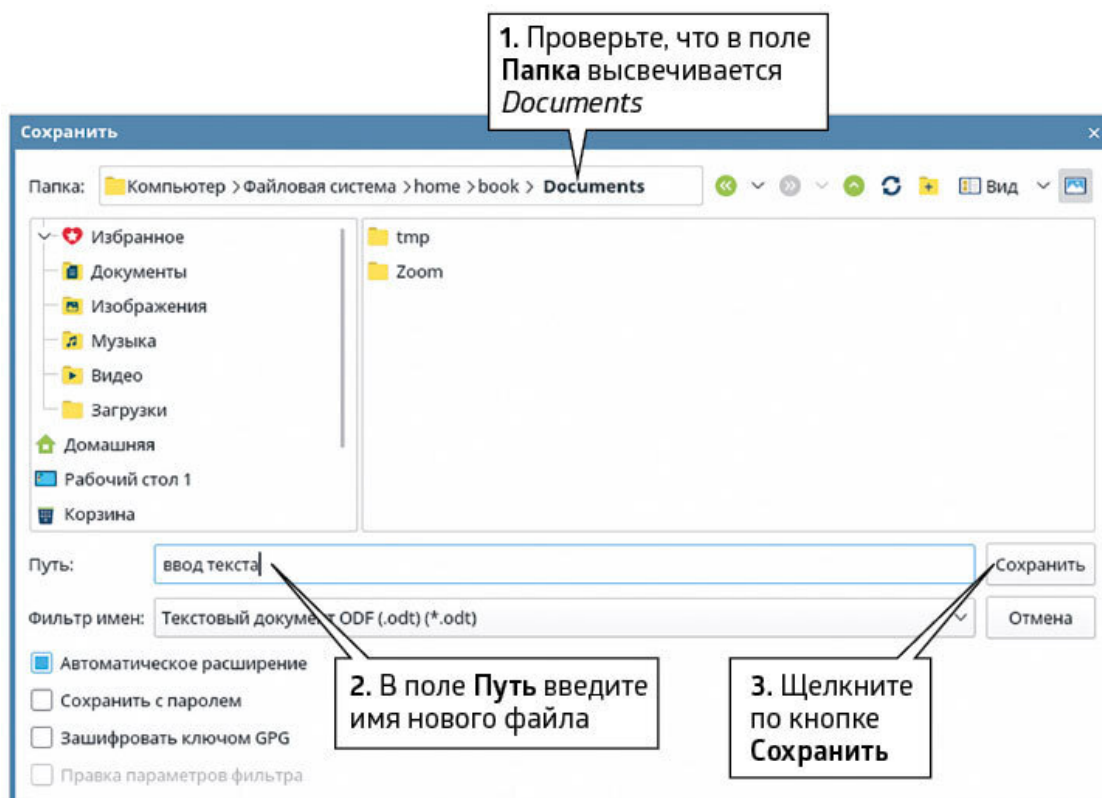 1. Проверьте, что в поле
Папка высвечивается
Documents
Сохранить
Папка: Компьютер > Файловая система > home > book > Documents
Вид
Избранное
Документы
Изображения
Музыка
Видео
Загрузки
Домашняя
Рабочий стол 1
Корзина
tmp
Zoom
Путь: ввод текста Сохранить
Фильтр имен: Текстовый документ ODF (.odt) (*.odt) Отмена
Автоматическое расширение
Сохранить с паролем
Зашифровать ключом GPG
Правка параметров фильтра
2. В поле Путь введите
имя нового файла
3. Щелкните
по кнопке
Сохранить